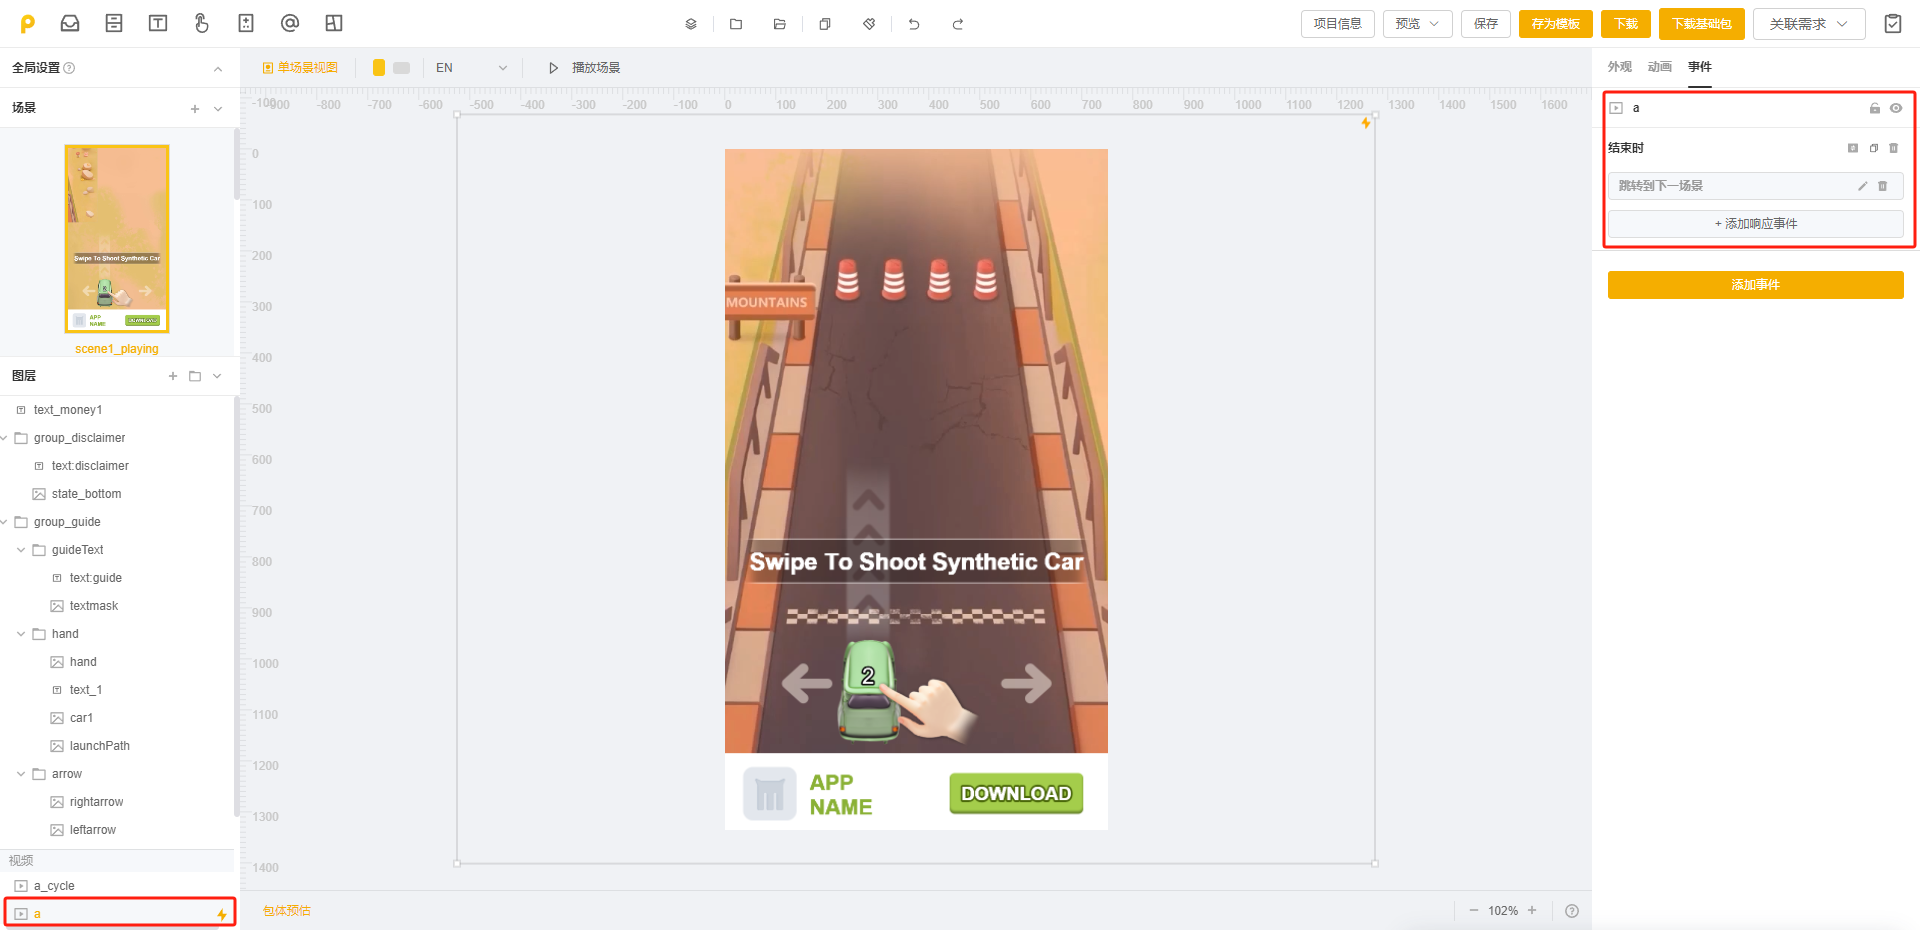 项目信息
预览
保存
存为模板
下载
下载基础包
关联需求
全局设置
单场景视图
EN
播放场景
外观
动画
事件
场景
-800 -700 -600 -500 -400 -300 -200 -100 0 100 200 300 400 500 600 700 800 900 1000 1100 1200 1300 1400 1500 1600
a
结束时
跳转到下一场景
+ 添加响应事件
添加事件
Swipe To Shoot Synthetic Car
APP
NAME
DOWNLOAD
scene1_playing
图层
text_money1
group_disclaimer
text:disclaimer
state_bottom
group_guide
guideText
text:guide
textmask
hand
hand
text_1
car1
launchPath
arrow
rightarrow
leftarrow
视频
a_cycle
a
0
100
200
300
400
500
600
700
800
900
1000
1100
1200
1300
1400
MOUNTAINS
Swipe To Shoot Synthetic Car
2
APP
NAME
DOWNLOAD
包体预估
102%